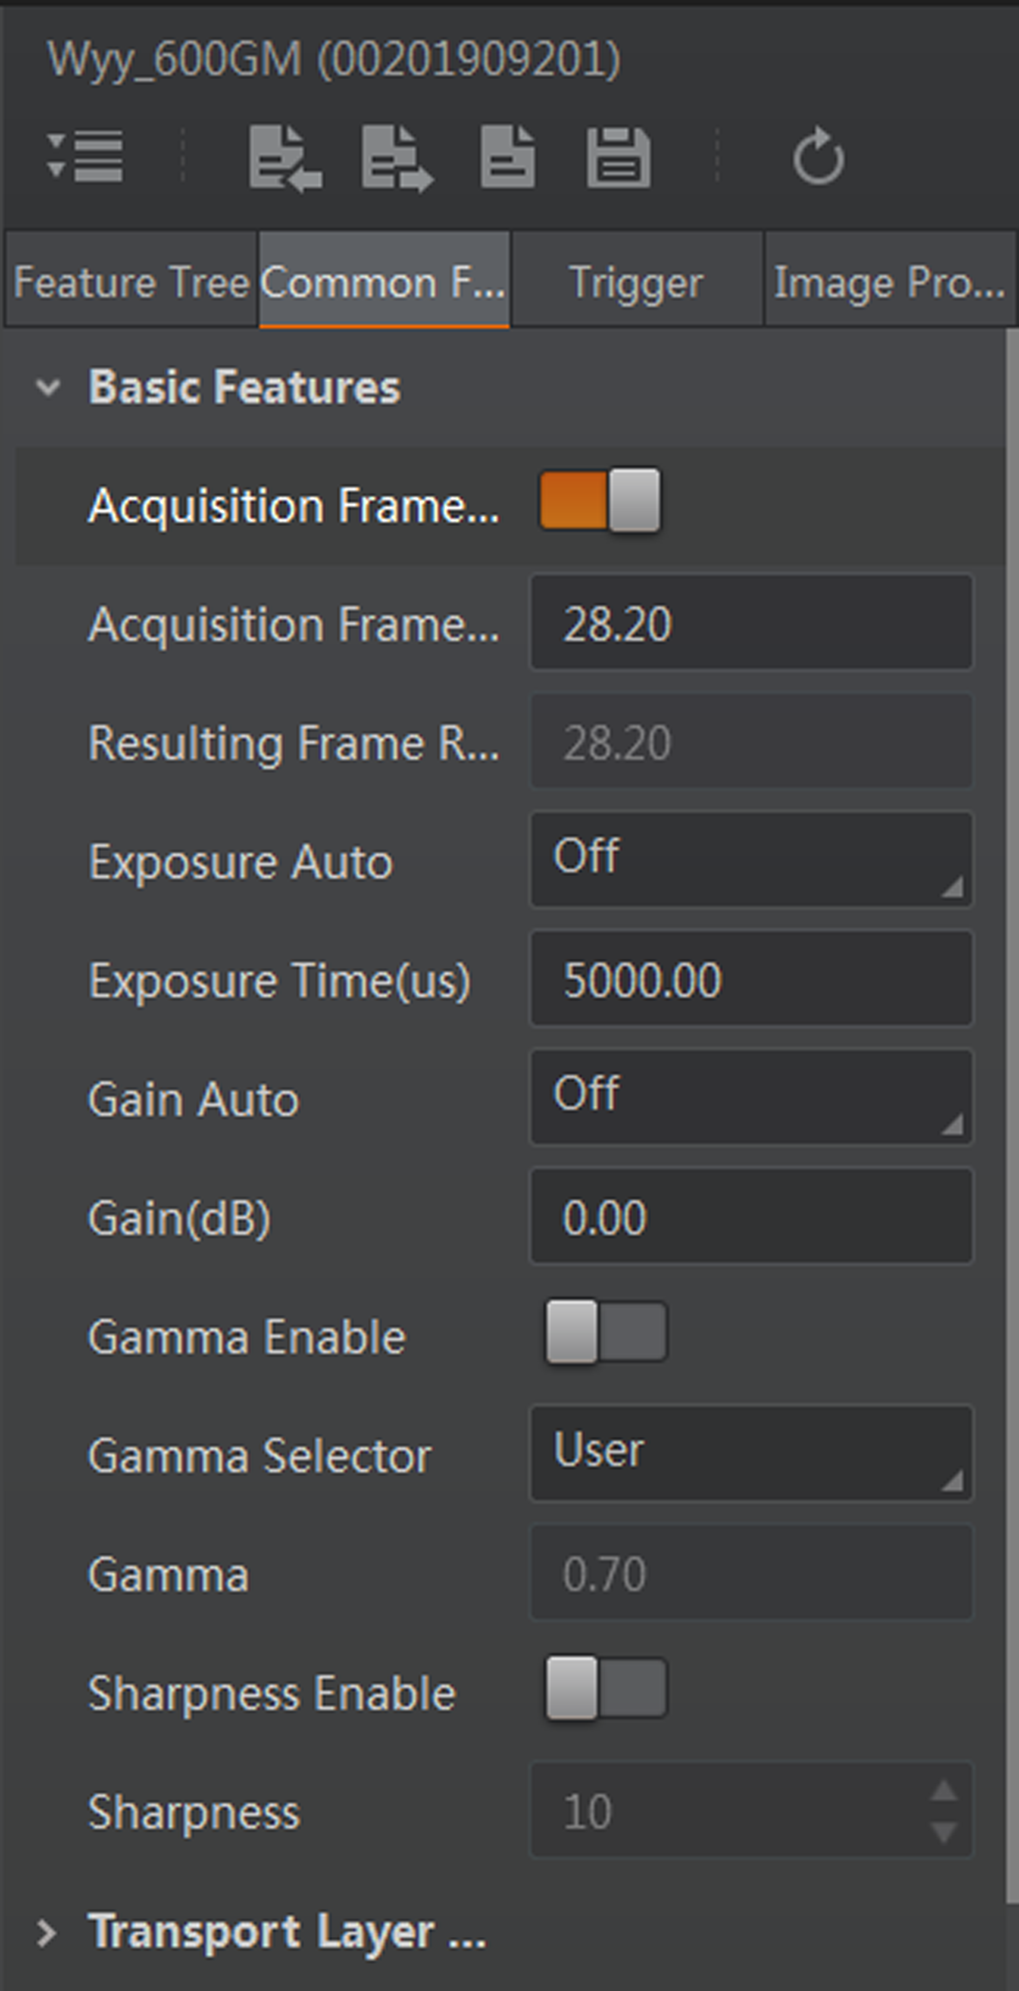 Wyy_600GM (00201909201)
Feature Tree
Common F...
Trigger
Image Pro...
Basic Features
Acquisition Frame...
Acquisition Frame...
28.20
Resulting Frame R...
28.20
Exposure Auto
Off
Exposure Time(us)
5000.00
Gain Auto
Off
Gain(dB)
0.00
Gamma Enable
Gamma Selector
User
Gamma
0.70
Sharpness Enable
Sharpness
10
Transport Layer ...